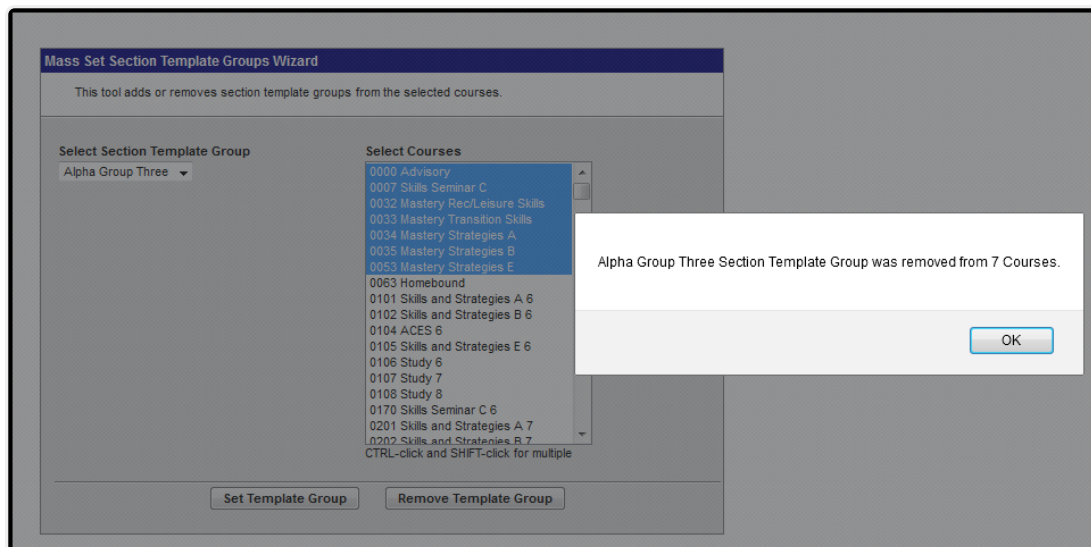 Mass Set Section Template Groups Wizard
This tool adds or removes section template groups from the selected courses.
Select Section Template Group
Alpha Group Three
Select Courses
0000 Advisory
0007 Skills Seminar C
0032 Mastery Rec/Leisure Skills
0033 Mastery Transition Skills
0034 Mastery Strategies A
0035 Mastery Strategies B
0053 Mastery Strategies E
0063 Homebound
0101 Skills and Strategies A 6
0102 Skills and Strategies B 6
0104 ACES 6
0105 Skills and Strategies E 6
0106 Study 6
0107 Study 7
0108 Study 8
0170 Skills Seminar C 6
0201 Skills and Strategies A 7
0202 Skills and Strategies B 7
CTRL-click and SHIFT-click for multiple
Set Template Group
Remove Template Group
Alpha Group Three Section Template Group was removed from 7 Courses.
OK